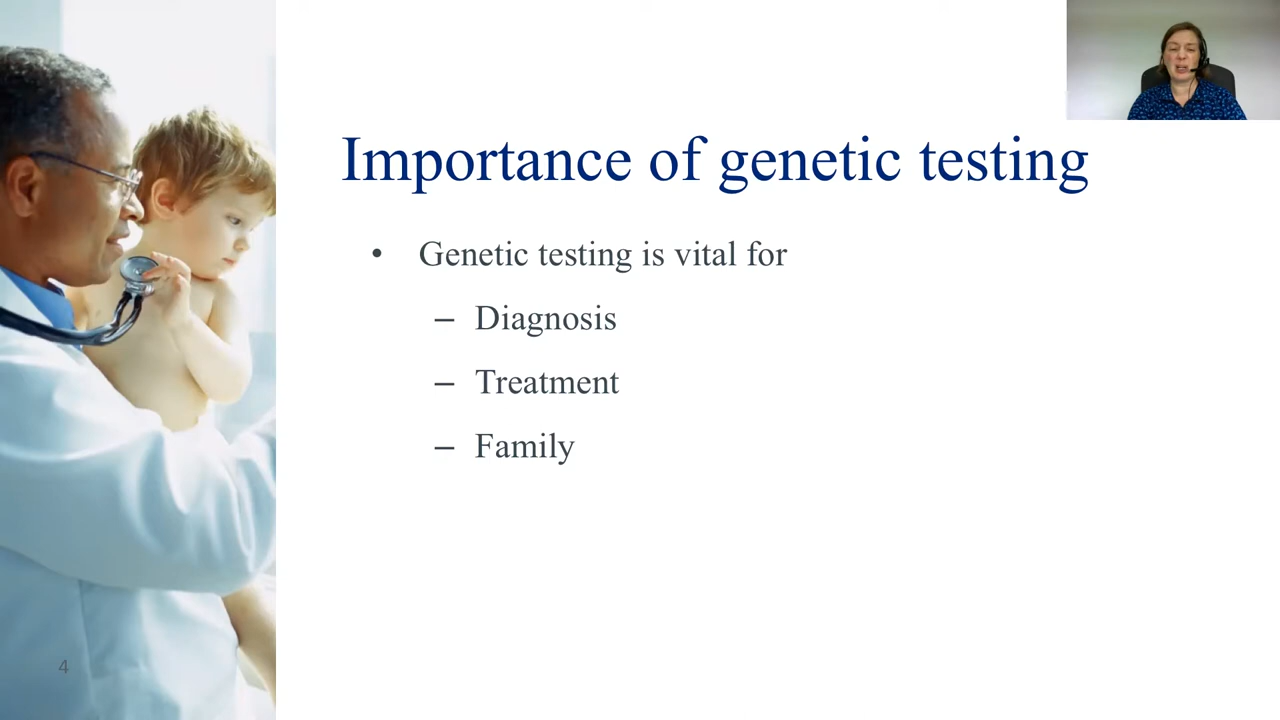 Importance of genetic testing
• Genetic testing is vital for
– Diagnosis
– Treatment
– Family
4